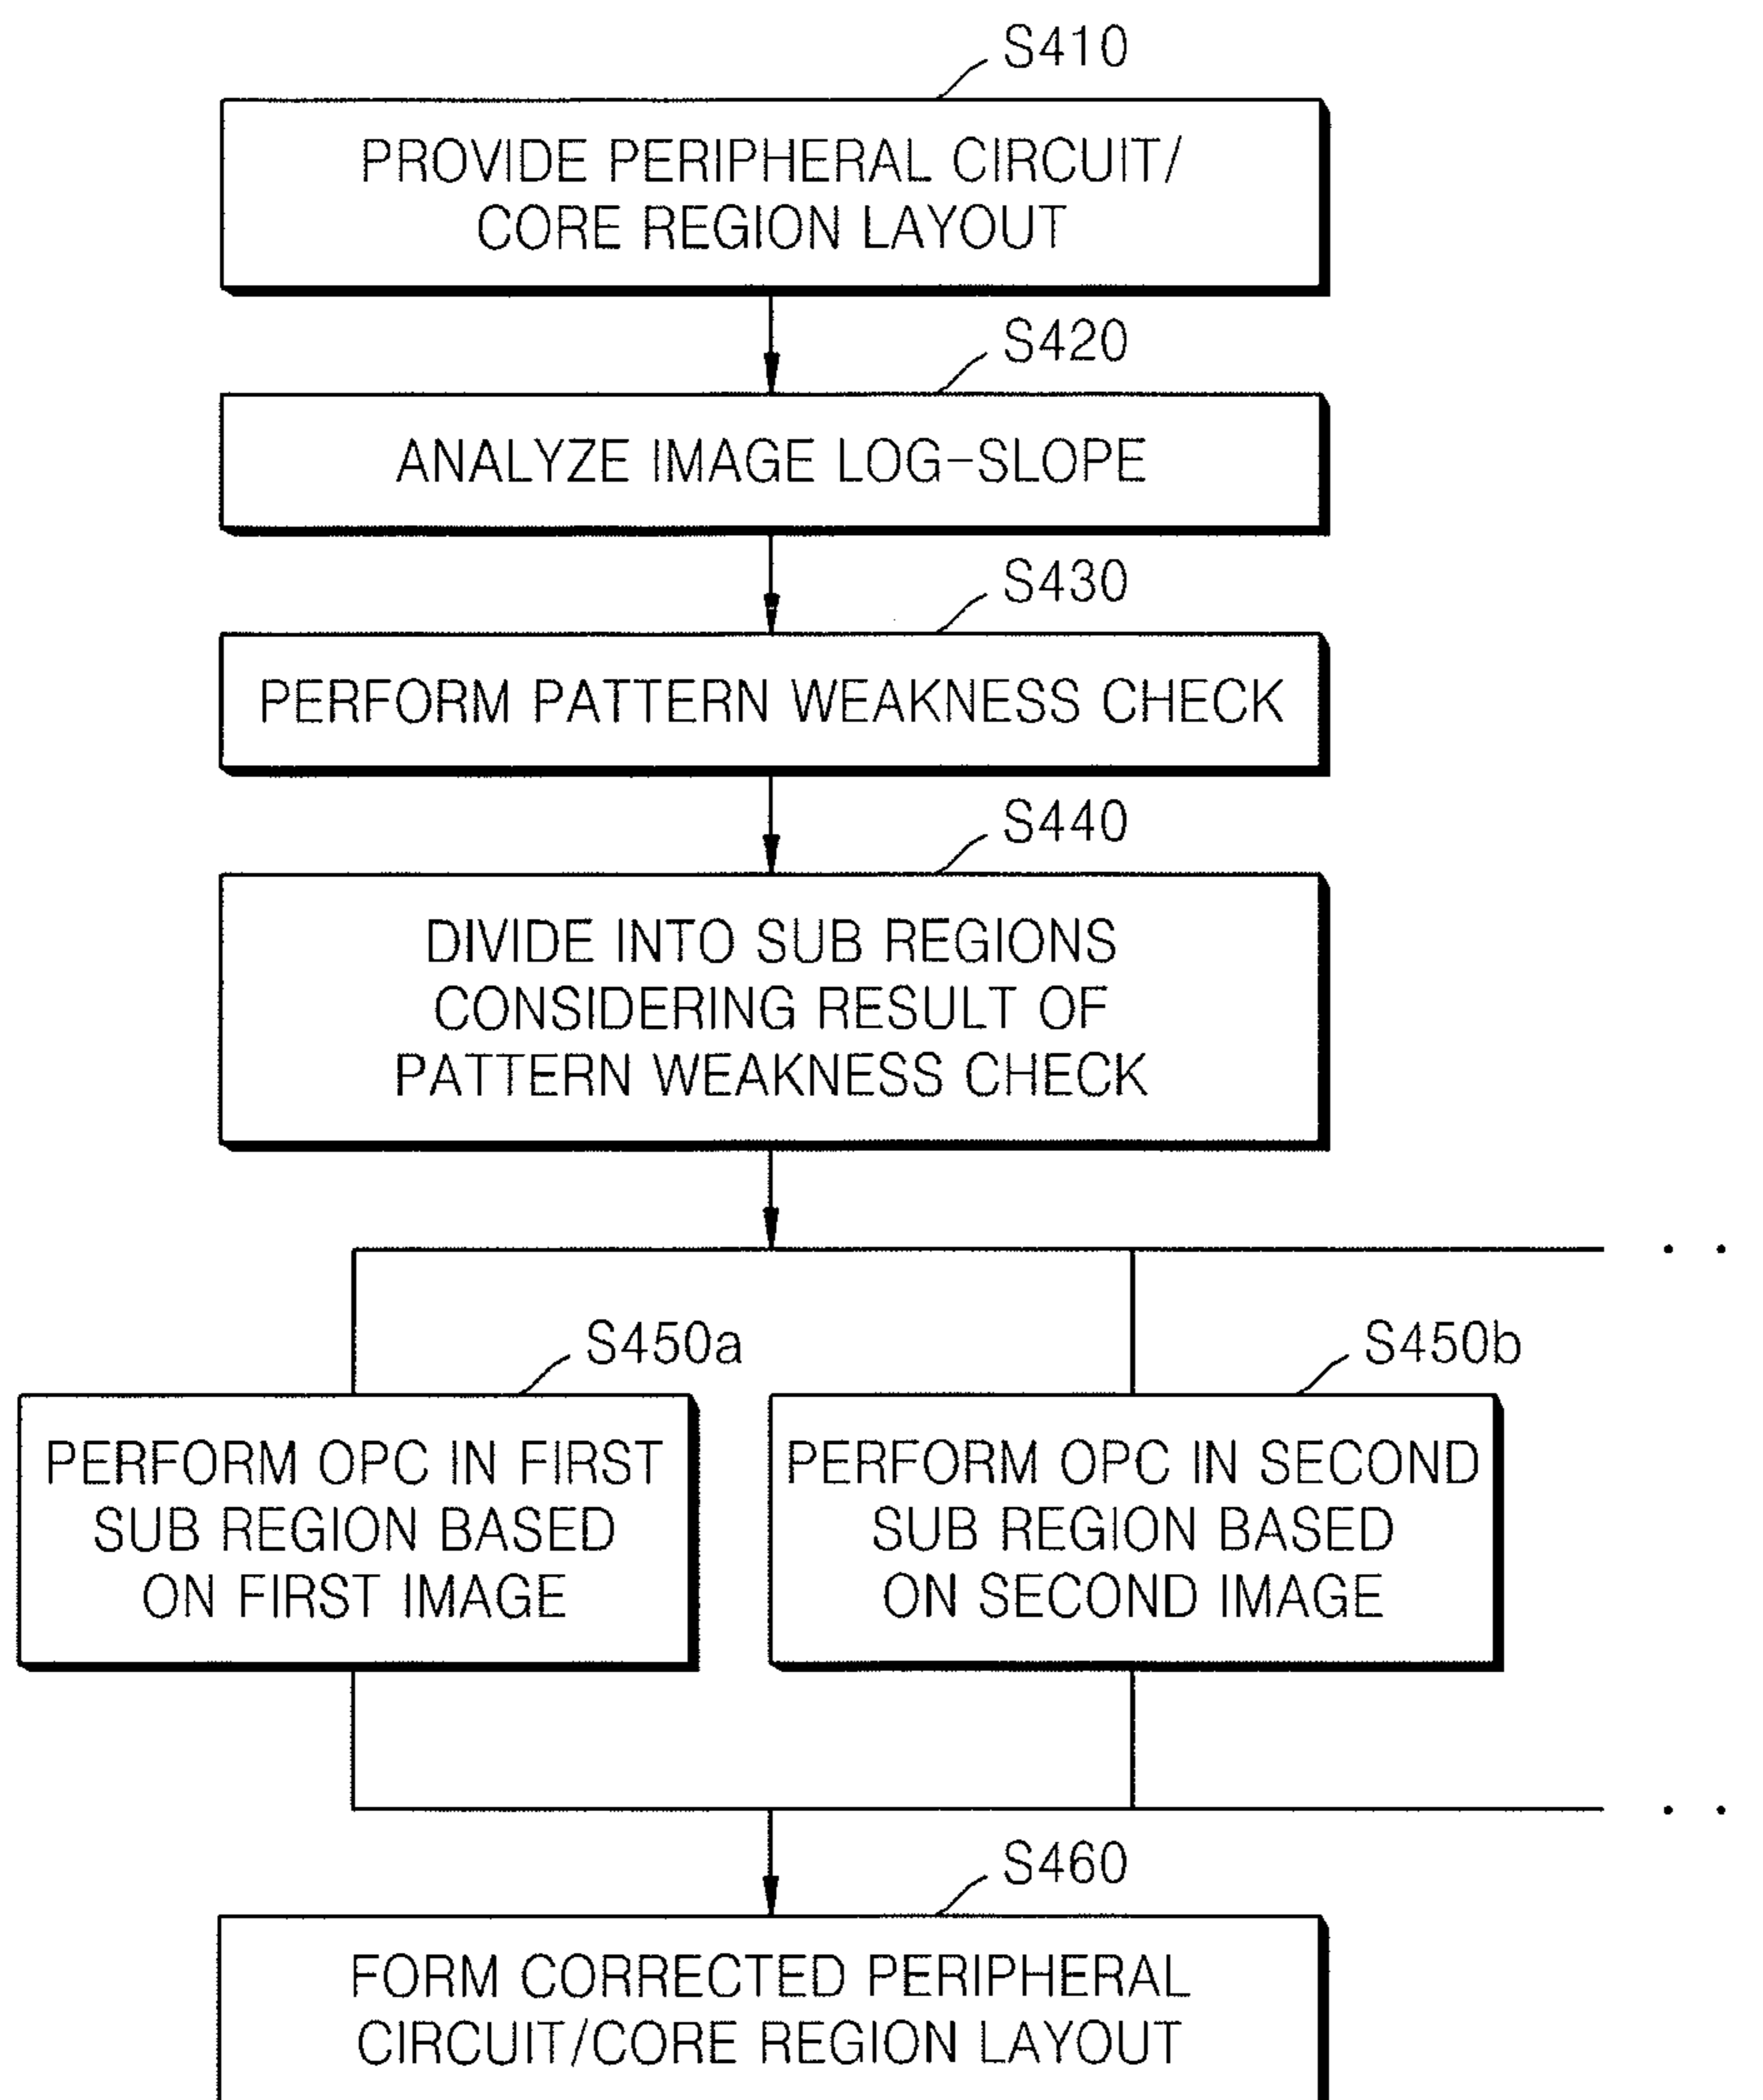 S410
PROVIDE PERIPHERAL CIRCUIT/
CORE REGION LAYOUT
S420
ANALYZE IMAGE LOG-SLOPE
S430
PERFORM PATTERN WEAKNESS CHECK
S440
DIVIDE INTO SUB REGIONS
CONSIDERING RESULT OF
PATTERN WEAKNESS CHECK
S450a
PERFORM OPC IN FIRST
SUB REGION BASED
ON FIRST IMAGE
S450b
PERFORM OPC IN SECOND
SUB REGION BASED
ON SECOND IMAGE
S460
FORM CORRECTED PERIPHERAL
CIRCUIT/CORE REGION LAYOUT